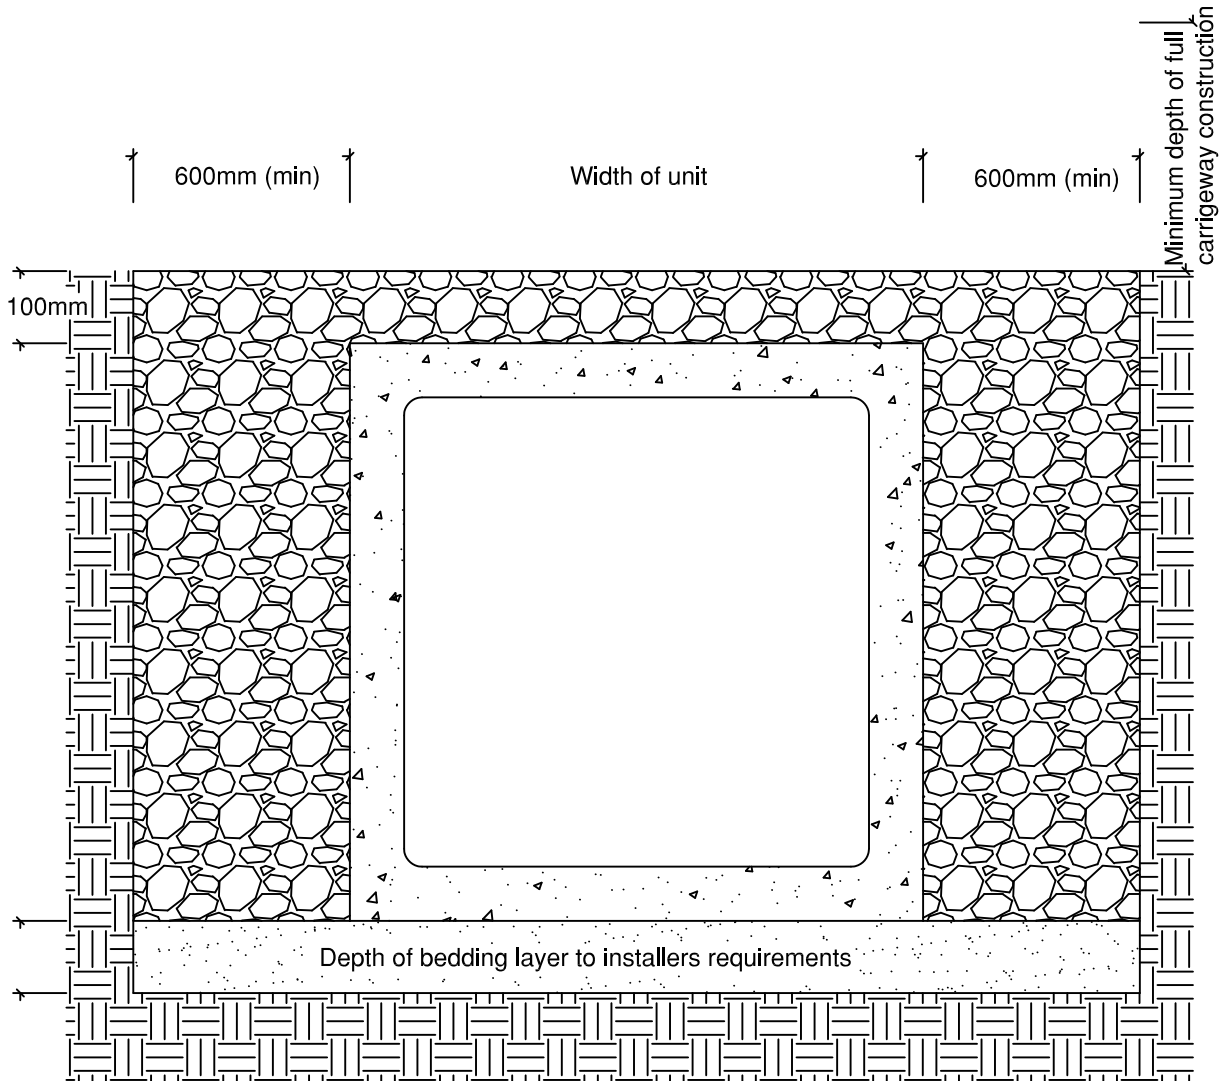 Minimum depth of full
carrigeway construction
600mm (min)
Width of unit
600mm (min)
100mm
Depth of bedding layer to installers requirements